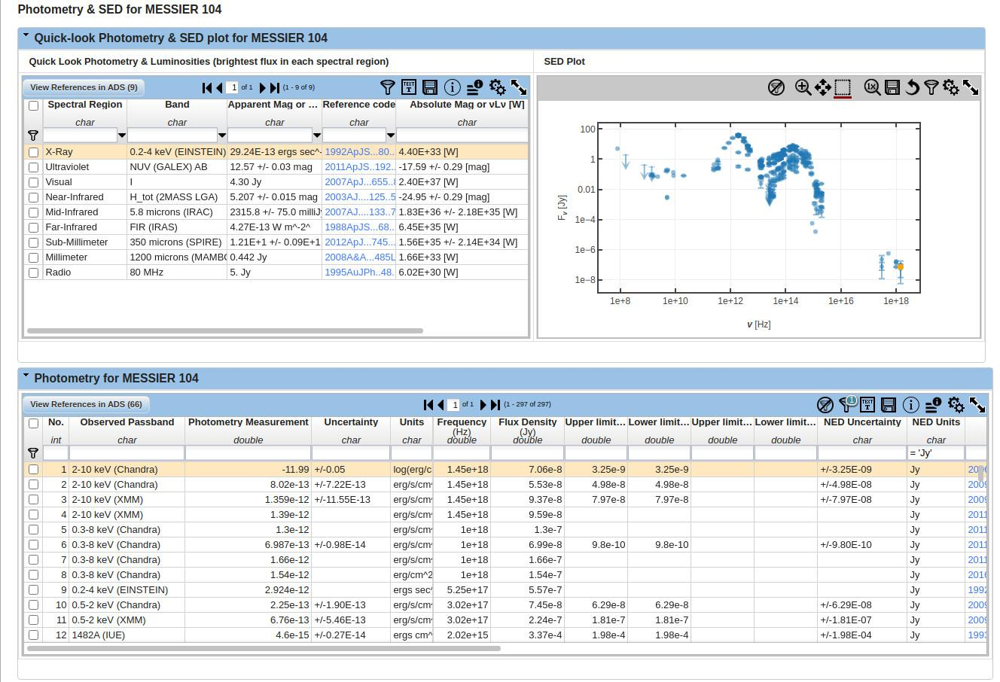 Photometry & SED for MESSIER 104
Quick-look Photometry & SED plot for MESSIER 104
Quick Look Photometry & Luminosities (brightest flux in each spectral region)
View References in ADS (9) 1 of 1 (1 - 9 of 9)
Spectral Region Band Apparent Mag or ... Reference code Absolute Mag or νLν [W]
char char char char char
X-Ray 0.2-4 keV (EINSTEIN) 29.24E-13 ergs sec^- 1992ApJS...80.. 4.40E+33 [W]
Ultraviolet NUV (GALEX) AB 12.57 +/- 0.03 mag 2011ApJS..192.. -17.59 +/- 0.29 [mag]
Visual I 4.30 Jy 2007ApJ...655.. 2.40E+37 [W]
Near-Infrared H_tot (2MASS LGA) 5.207 +/- 0.015 mag 2003AJ....125..5 -24.95 +/- 0.29 [mag]
Mid-Infrared 5.8 microns (IRAC) 2315.8 +/- 75.0 milliJy 2007AJ....133..7 1.83E+36 +/- 2.18E+35 [W]
Far-Infrared FIR (IRAS) 4.27E-13 W m^-2^ 1988ApJS...68.. 6.45E+35 [W]
Sub-Millimeter 350 microns (SPIRE) 1.21E+1 +/- 0.09E+1 2012ApJ...745... 1.56E+35 +/- 2.14E+34 [W]
Millimeter 1200 microns (MAMBO 0.442 Jy 2008A&A...485L 1.66E+33 [W]
Radio 80 MHz 5. Jy 1995AuJPh..48. 6.02E+30 [W]
SED Plot
1x
100
1
0.01
1e−4
1e−6
1e−8
Fν [Jy]
1e+8 1e+10 1e+12 1e+14 1e+16 1e+18
ν [Hz]
Photometry for MESSIER 104
View References in ADS (66) 1 of 1 (1 - 297 of 297) 1
No. Observed Passband Photometry Measurement Uncertainty Units Frequency Flux Density Upper limit... Lower limit... Upper limit... Lower limit... NED Uncertainty NED Units
(Hz) (Jy)
int char double char char double double double double double double char char
= 'Jy'
1 2-10 keV (Chandra) -11.99 +/-0.05 log(erg/c 1.45e+18 7.06e-8 3.25e-9 3.25e-9 +/-3.25E-09 Jy
2 2-10 keV (Chandra) 8.02e-13 +/-7.22E-13 erg/s/cm^ 1.45e+18 5.53e-8 4.98e-8 4.98e-8 +/-4.98E-08 Jy 2009
3 2-10 keV (XMM) 1.359e-12 +/-11.55E-13 erg/s/cm^ 1.45e+18 9.37e-8 7.97e-8 7.97e-8 +/-7.97E-08 Jy 2009
4 2-10 keV (XMM) 1.39e-12 erg/s/cm^ 1.45e+18 9.59e-8 Jy 2011
5 0.3-8 keV (Chandra) 1.3e-12 erg/s/cm^ 1e+18 1.3e-7 Jy 2011
6 0.3-8 keV (Chandra) 6.987e-13 +/-0.98E-14 erg/s/cm^ 1e+18 6.99e-8 9.8e-10 9.8e-10 +/-9.80E-10 Jy 2011
7 0.3-8 keV (Chandra) 1.66e-12 erg/s/cm^ 1e+18 1.66e-7 Jy 2011
8 0.3-8 keV (Chandra) 1.54e-12 erg/cm^2 1e+18 1.54e-7 Jy 2016
9 0.2-4 keV (EINSTEIN) 2.924e-12 ergs sec^ 5.25e+17 5.57e-7 Jy 1992
10 0.5-2 keV (Chandra) 2.25e-13 +/-1.90E-13 erg/s/cm^ 3.02e+17 7.45e-8 6.29e-8 6.29e-8 +/-6.29E-08 Jy 2009
11 0.5-2 keV (XMM) 6.76e-13 +/-5.46E-13 erg/s/cm^ 3.02e+17 2.24e-7 1.81e-7 1.81e-7 +/-1.81E-07 Jy 2009
12 1482A (IUE) 4.6e-15 +/-0.27E-14 ergs cm^ 2.02e+15 3.37e-4 1.98e-4 1.98e-4 +/-1.98E-04 Jy 1993